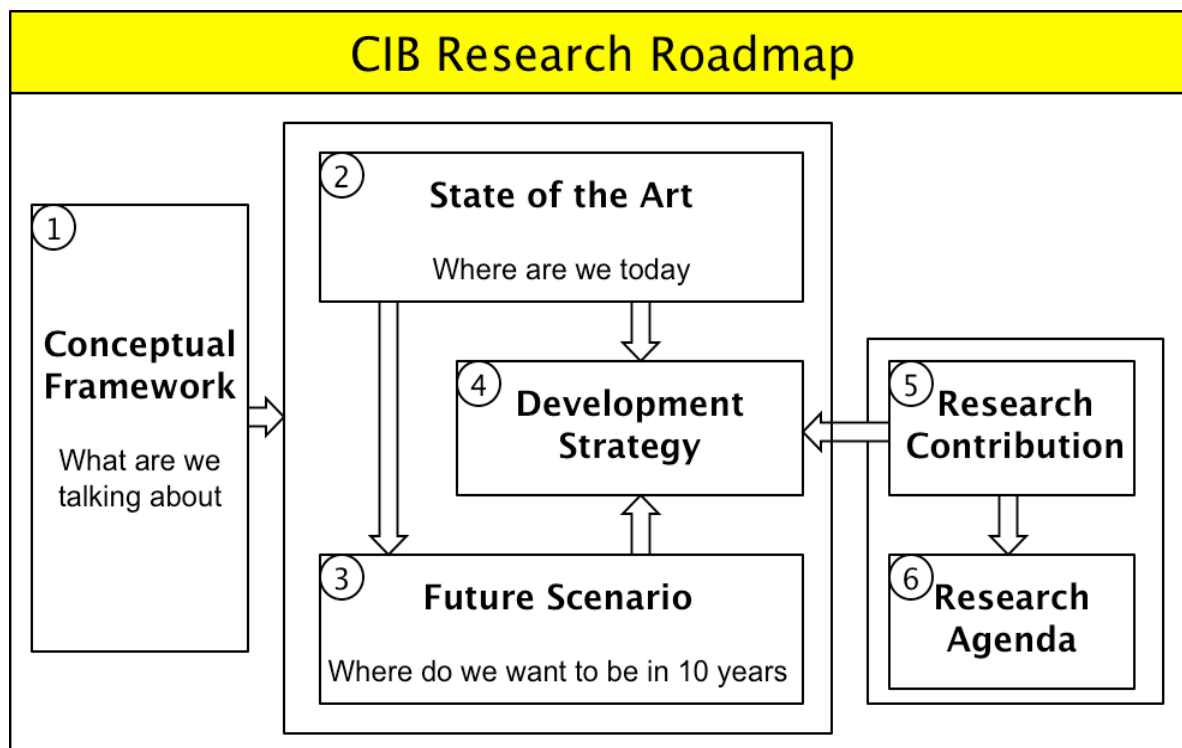 CIB Research Roadmap
1
Conceptual
Framework
What are we
talking about
2
State of the Art
Where are we today
3
Future Scenario
Where do we want to be in 10 years
4
Development
Strategy
5
Research
Contribution
6
Research
Agenda